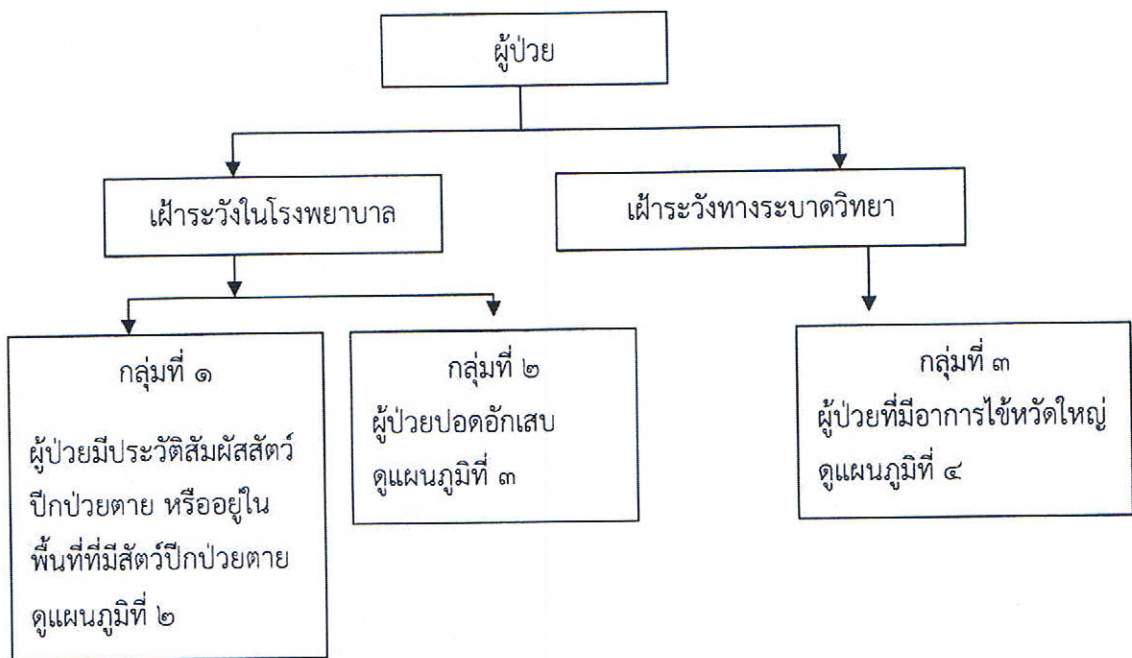 ผู้ป่วย
เฝ้าระวังในโรงพยาบาล
เฝ้าระวังทางระบาดวิทยา
กลุ่มที่ ๑
ผู้ป่วยมีประวัติสัมผัสสัตว์
ปีกป่วยตาย หรืออยู่ใน
พื้นที่ที่มีสัตว์ปีกป่วยตาย
ดูแผนภูมิที่ ๒
กลุ่มที่ ๒
ผู้ป่วยปอดอักเสบ
ดูแผนภูมิที่ ๓
กลุ่มที่ ๓
ผู้ป่วยที่มีอาการไข้หวัดใหญ่
ดูแผนภูมิที่ ๔